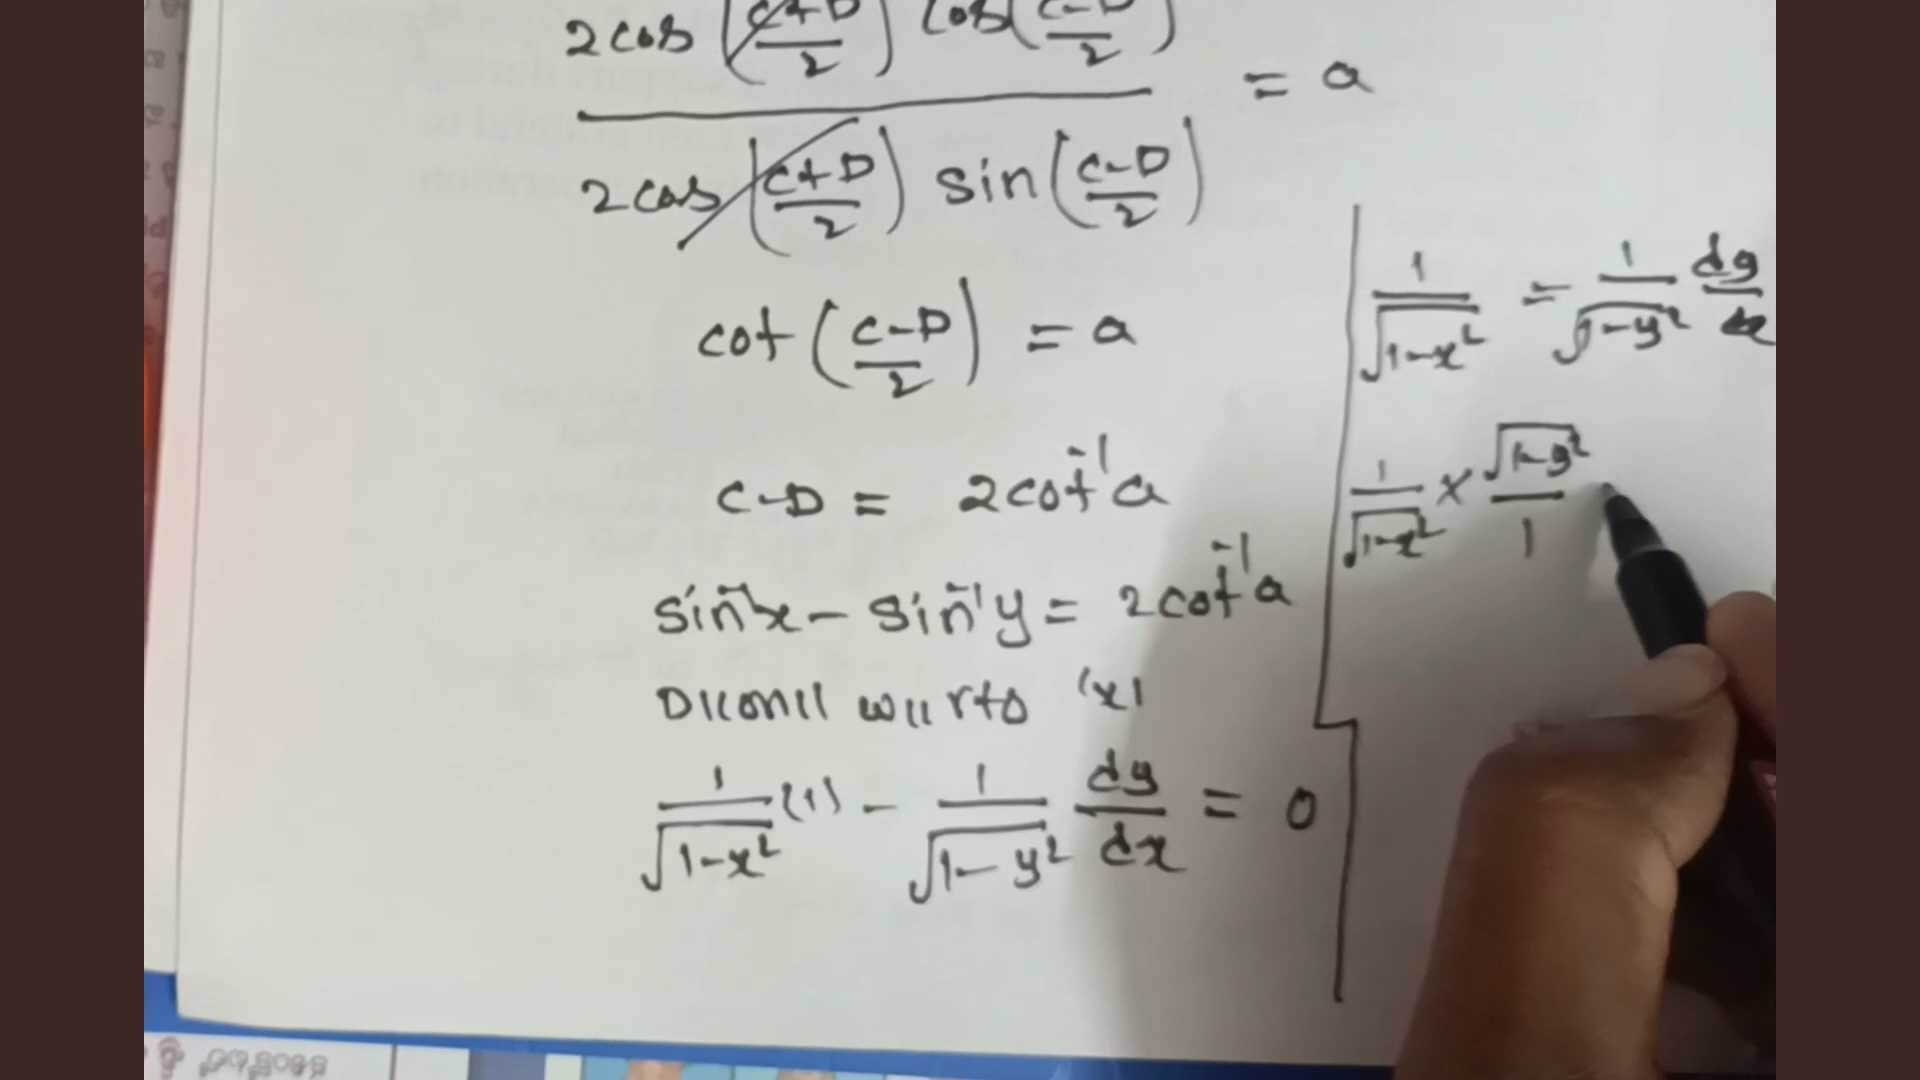 2cos (C+D/2) cos(C-D/2) / 2cos (C+D/2) sin (C-D/2) = a
cot (C-D/2) = a
C-D = 2cot⁻¹a
sin⁻¹x - sin⁻¹y = 2cot⁻¹a
D||on|| w|| rto 'x'
1/√1-x² (1) - 1/√1-y² dy/dx = 0
1/√1-x² = 1/√1-y² dy/dx
1/√1-x² × √1-y²/1